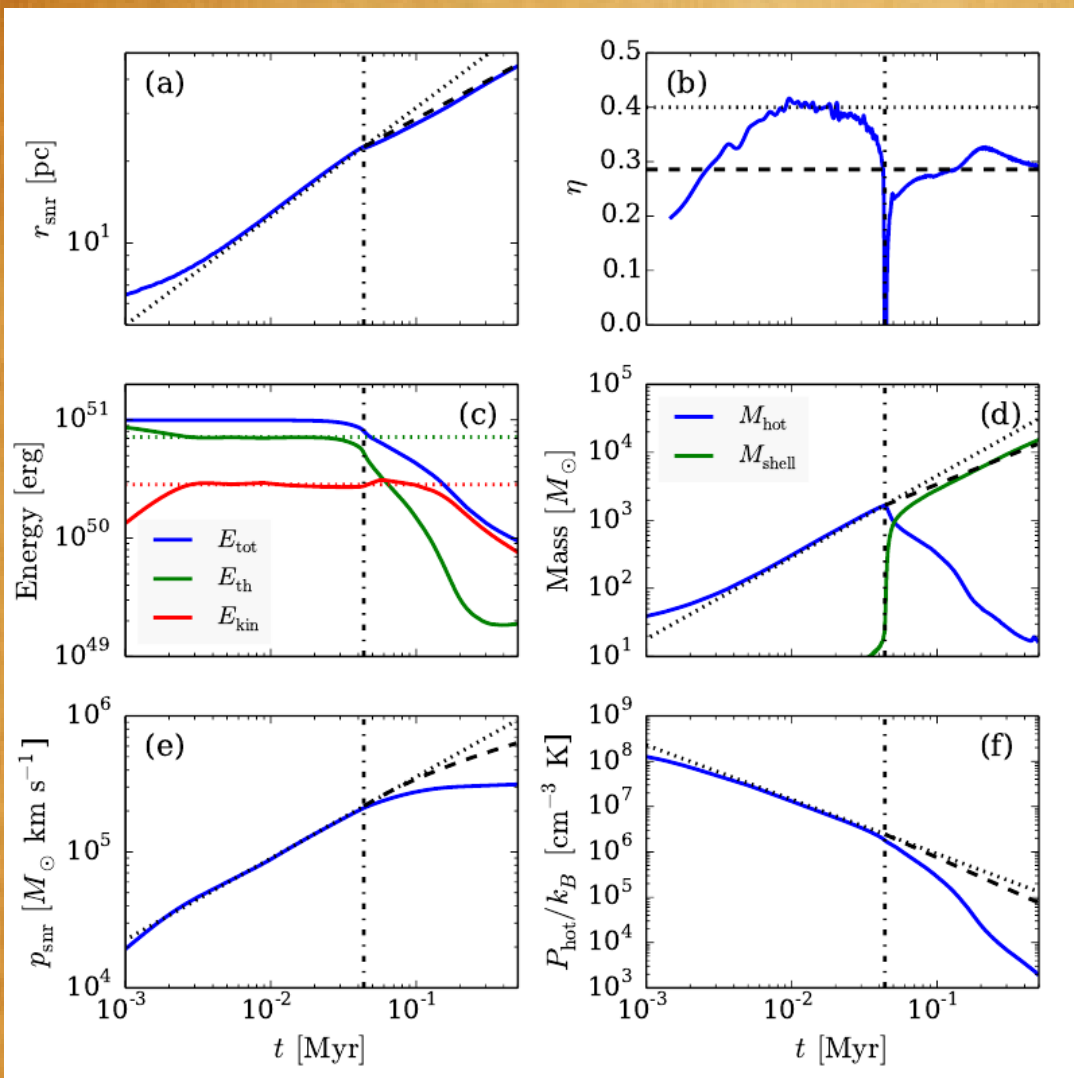 (a)
r_snr [pc]
10^1
(b)
η
0.5
0.4
0.3
0.2
0.1
0.0
(c)
Energy [erg]
10^51
10^50
10^49
E_tot
E_th
E_kin
(d)
Mass [M_⊙]
10^5
10^4
10^3
10^2
10^1
M_hot
M_shell
(e)
p_snr [M_⊙ km s^−1]
10^6
10^5
10^4
10^−3 10^−2 10^−1
t [Myr]
(f)
P_hot/k_B [cm^−3 K]
10^9
10^8
10^7
10^6
10^5
10^4
10^3
10^−3 10^−2 10^−1
t [Myr]